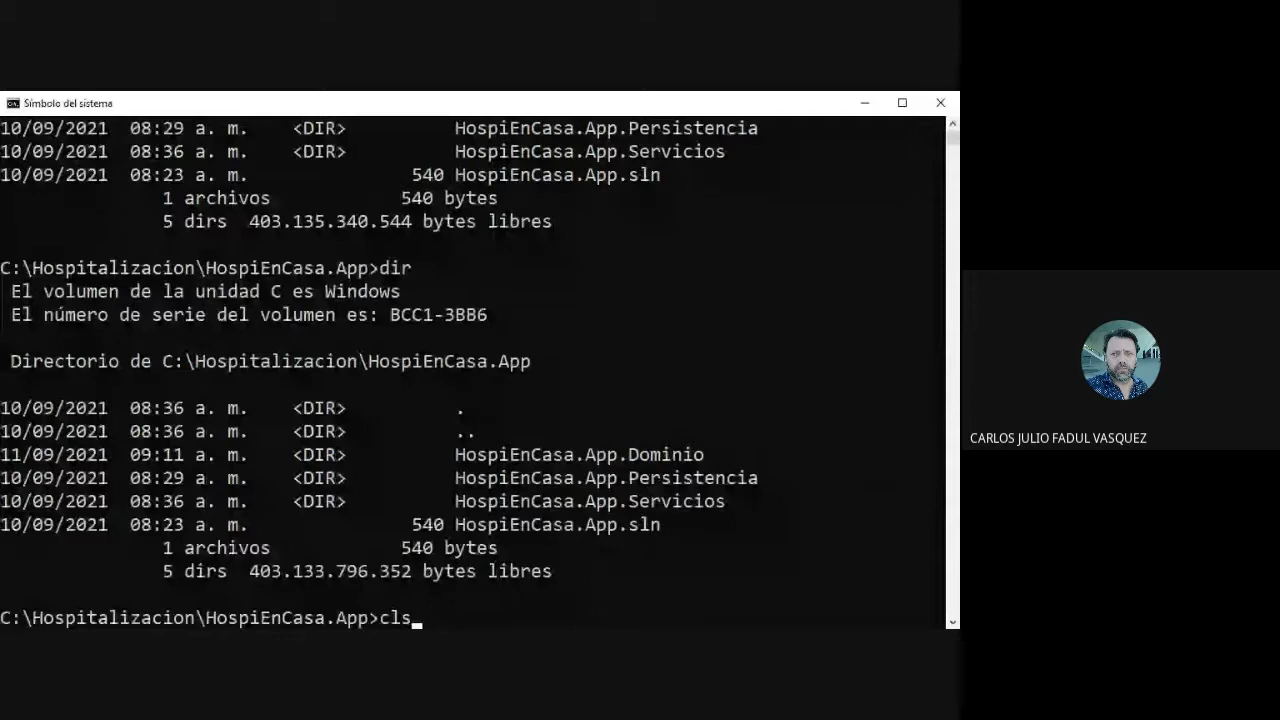 Símbolo del sistema
10/09/2021  08:29 a. m.    <DIR>          HospiEnCasa.App.Persistencia
10/09/2021  08:36 a. m.    <DIR>          HospiEnCasa.App.Servicios
10/09/2021  08:23 a. m.               540 HospiEnCasa.App.sln
               1 archivos            540 bytes
               5 dirs  403.135.340.544 bytes libres
C:\Hospitalizacion\HospiEnCasa.App>dir
 El volumen de la unidad C es Windows
 El número de serie del volumen es: BCC1-3BB6
 Directorio de C:\Hospitalizacion\HospiEnCasa.App
10/09/2021  08:36 a. m.    <DIR>          .
10/09/2021  08:36 a. m.    <DIR>          ..
11/09/2021  09:11 a. m.    <DIR>          HospiEnCasa.App.Dominio
10/09/2021  08:29 a. m.    <DIR>          HospiEnCasa.App.Persistencia
10/09/2021  08:36 a. m.    <DIR>          HospiEnCasa.App.Servicios
10/09/2021  08:23 a. m.               540 HospiEnCasa.App.sln
               1 archivos            540 bytes
               5 dirs  403.133.796.352 bytes libres
C:\Hospitalizacion\HospiEnCasa.App>cls
CARLOS JULIO FADUL VASQUEZ